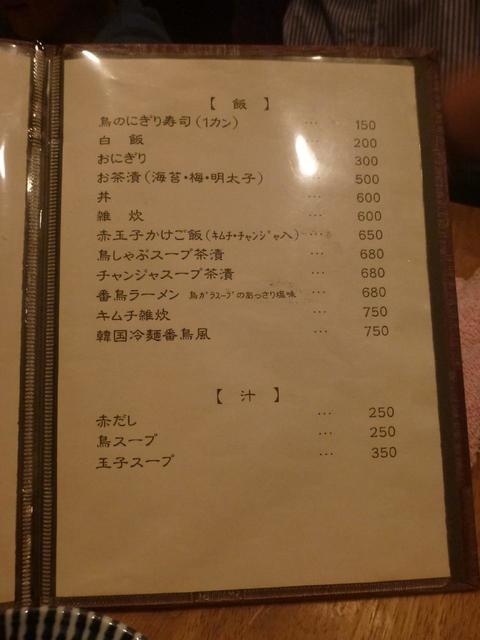 【 飯 】
鳥のにぎり寿司(1カン) … 150
白 飯 … 200
おにぎり … 300
お茶漬(海苔・梅・明太子) … 500
丼 … 600
雑 炊 … 600
赤玉子かけご飯(キムチ・チャンジャ入) … 650
鳥しゃぶスープ茶漬 … 680
チャンジャスープ茶漬 … 680
番鳥ラーメン 鳥ガラスープのあっさり塩味 … 680
キムチ雑炊 … 750
韓国冷麺番鳥風 … 750
【 汁 】
赤だし … 250
鳥スープ … 250
玉子スープ … 350